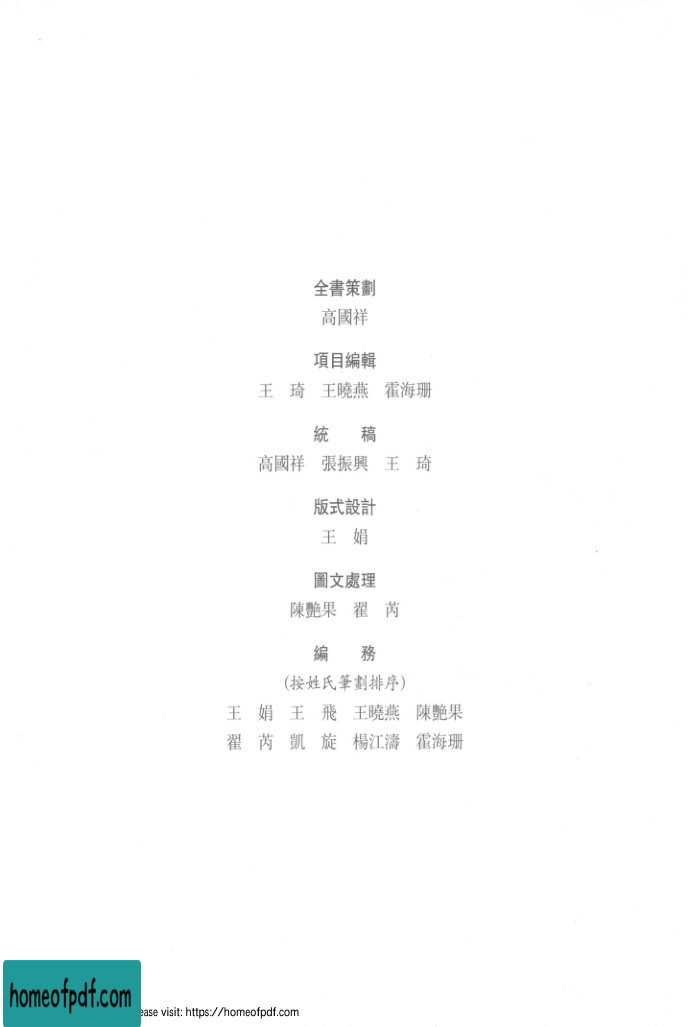 全書策劃
高國祥
項目編輯
王　琦　王曉燕　霍海珊
統　　稿
高國祥　張振興　王　琦
版式設計
王　娟
圖文處理
陳艷果　翟　芮
編　　務
(按姓氏筆劃排序)
王　娟　王　飛　王曉燕　陳艷果
翟　芮　凱　旋　楊江濤　霍海珊
homeofpdf.com
ease visit: https://homeofpdf.com